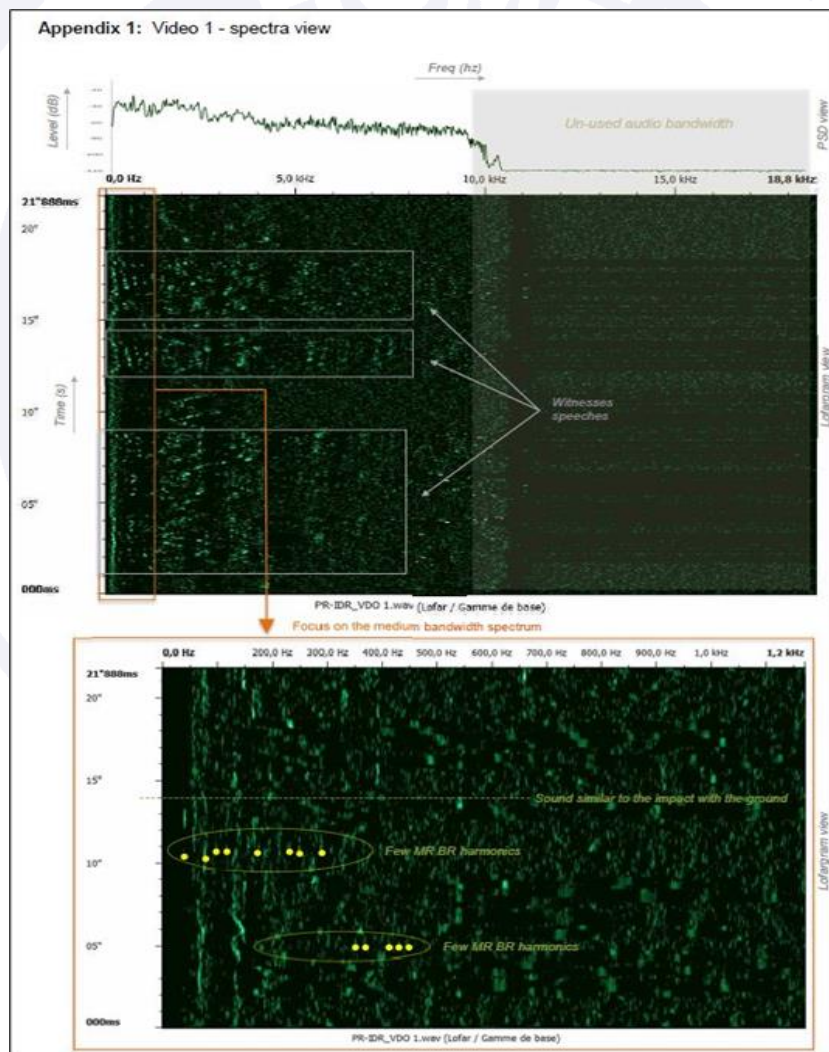 Appendix 1: Video 1 - spectra view
Freq (hz)
Level (dB)
Un-used audio bandwidth
PSD view
0,0 Hz 5,0 kHz 10,0 kHz 15,0 kHz 18,8 kHz
21"888ms
20"
15"
10"
05"
000ms
Time (s)
Witnesses
speeches
Lofargram view
PR-IDR_VDO 1.wav (Lofar / Gamme de base)
Focus on the medium bandwidth spectrum
0,0 Hz 200,0 Hz 300,0 Hz 400,0 Hz 500,0 Hz 600,0 Hz 700,0 Hz 800,0 Hz 900,0 Hz 1,0 kHz 1,2 kHz
21"888ms
20"
15"
Sound similar to the impact with the ground
10"
Few MR BR harmonics
05"
Few MR BR harmonics
000ms
Lofargram view
PR-IDR_VDO 1.wav (Lofar / Gamme de base)